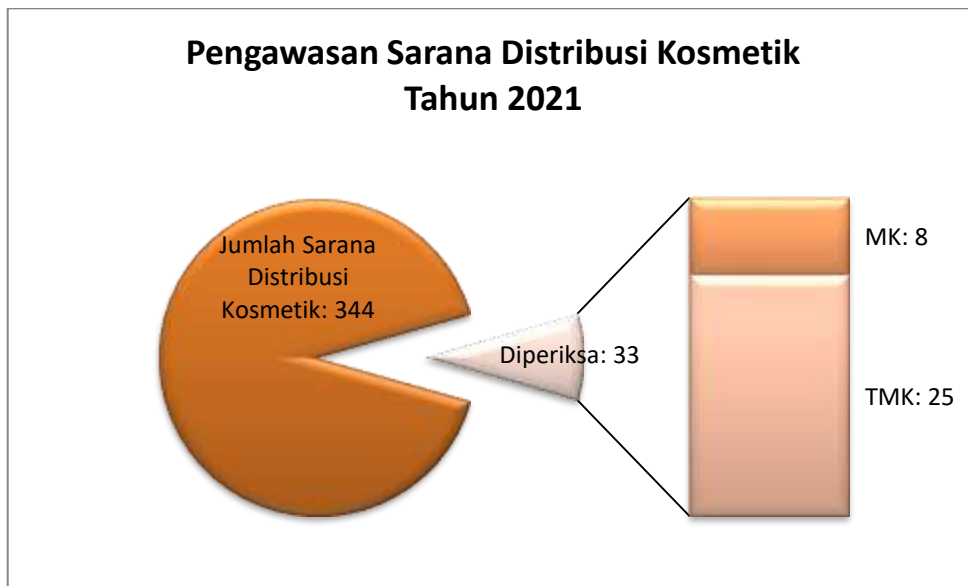 Pengawasan Sarana Distribusi Kosmetik
Tahun 2021
Jumlah Sarana
Distribusi
Kosmetik: 344
Diperiksa: 33
MK: 8
TMK: 25